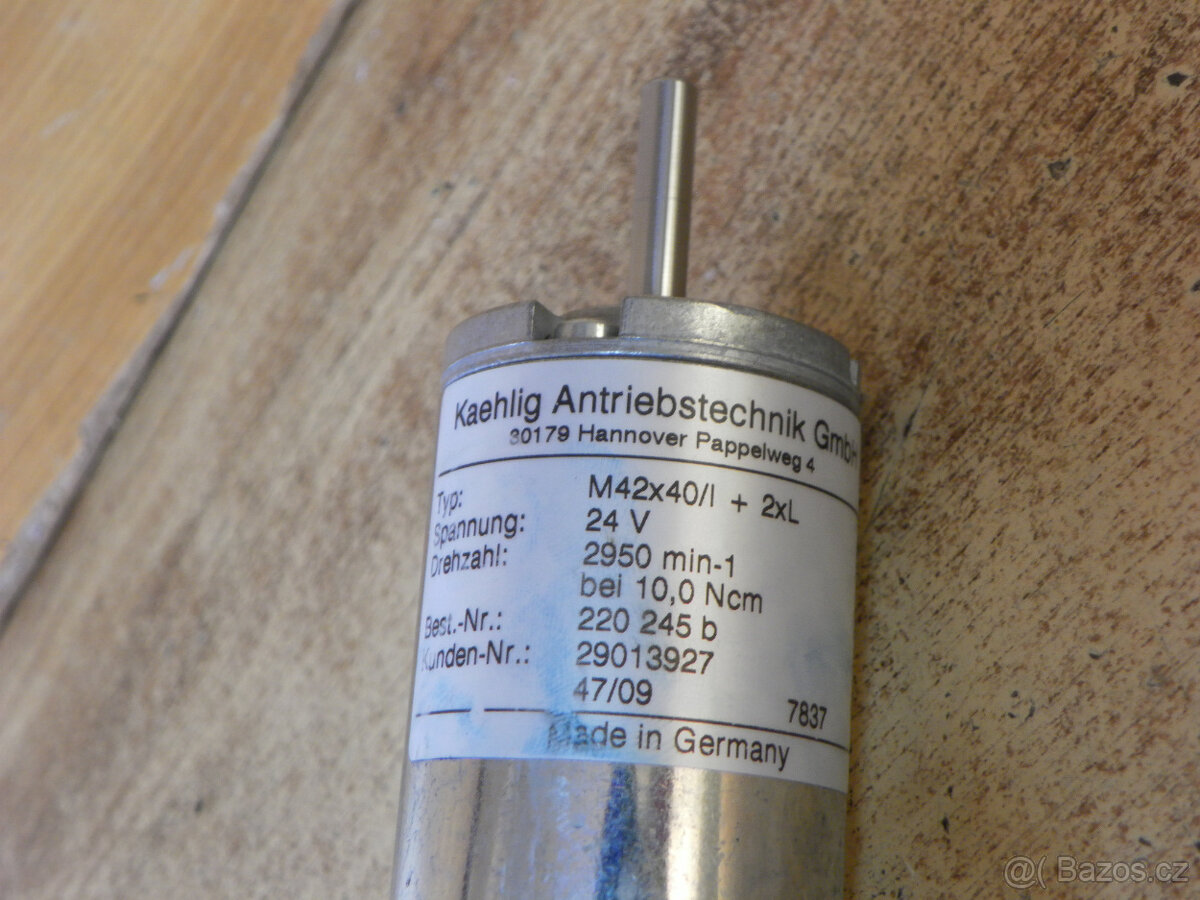 Kaehlig Antriebstechnik GmbH
30179 Hannover Pappelweg 4
Typ: M42x40/I + 2xL
Spannung: 24 V
Drehzahl: 2950 min-1
bei 10,0 Ncm
Best.-Nr.: 220 245 b
Kunden-Nr.: 29013927
47/09
7837
Made in Germany
@( Bazos.cz